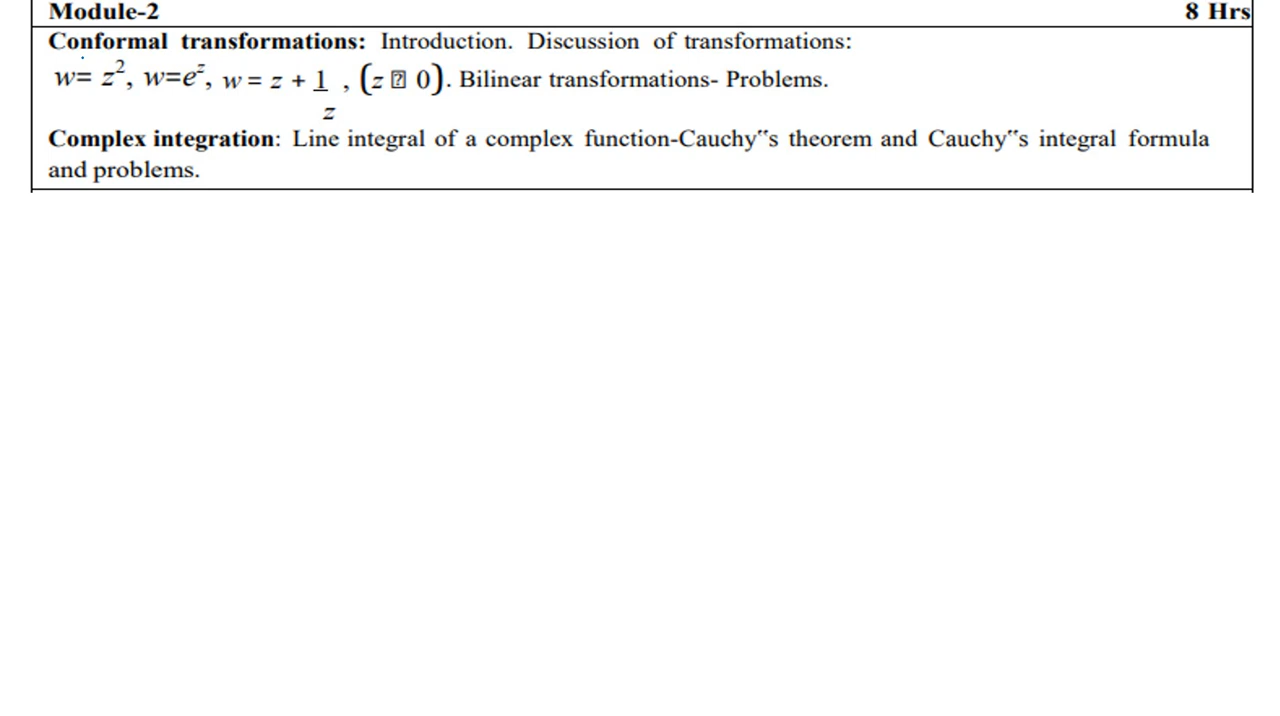 Module-2 8 Hrs
Conformal transformations: Introduction. Discussion of transformations:
w= z², w=eᶻ, w = z + 1 , (z ⍰ 0). Bilinear transformations- Problems.
z
Complex integration: Line integral of a complex function-Cauchy‟s theorem and Cauchy‟s integral formula
and problems.